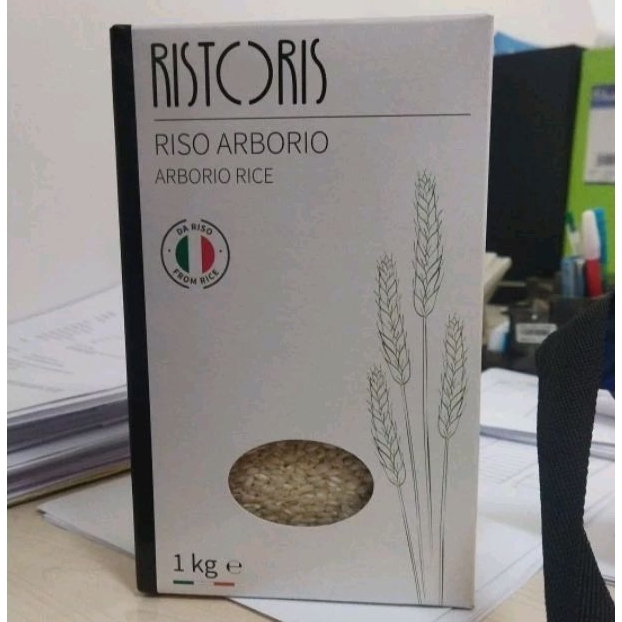 RISTORIS
RISO ARBORIO
ARBORIO RICE
DA RISO
FROM RICE
1 kg ℮